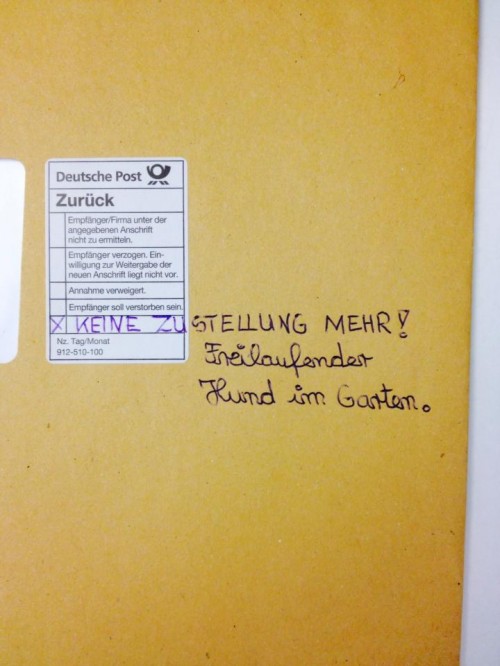 Deutsche Post
Zurück
Empfänger/Firma unter der
angegebenen Anschrift
nicht zu ermitteln.
Empfänger verzogen. Ein-
willigung zur Weitergabe der
neuen Anschrift liegt nicht vor.
Annahme verweigert.
Empfänger soll verstorben sein.
X KEINE ZUSTELLUNG MEHR!
Nz. Tag/Monat
912-510-100
Freilaufender
Hund im Garten.